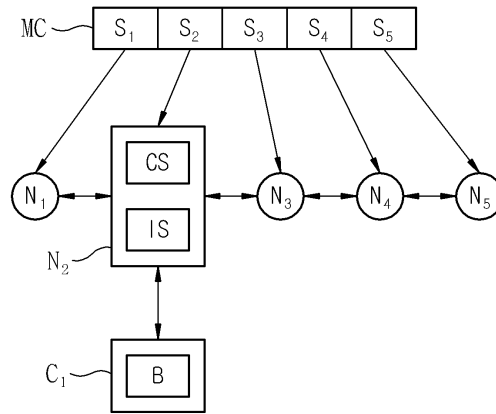 MC S₁ S₂ S₃ S₄ S₅
CS
N₁ N₃ N₄ N₅
IS
N₂
C₁ B